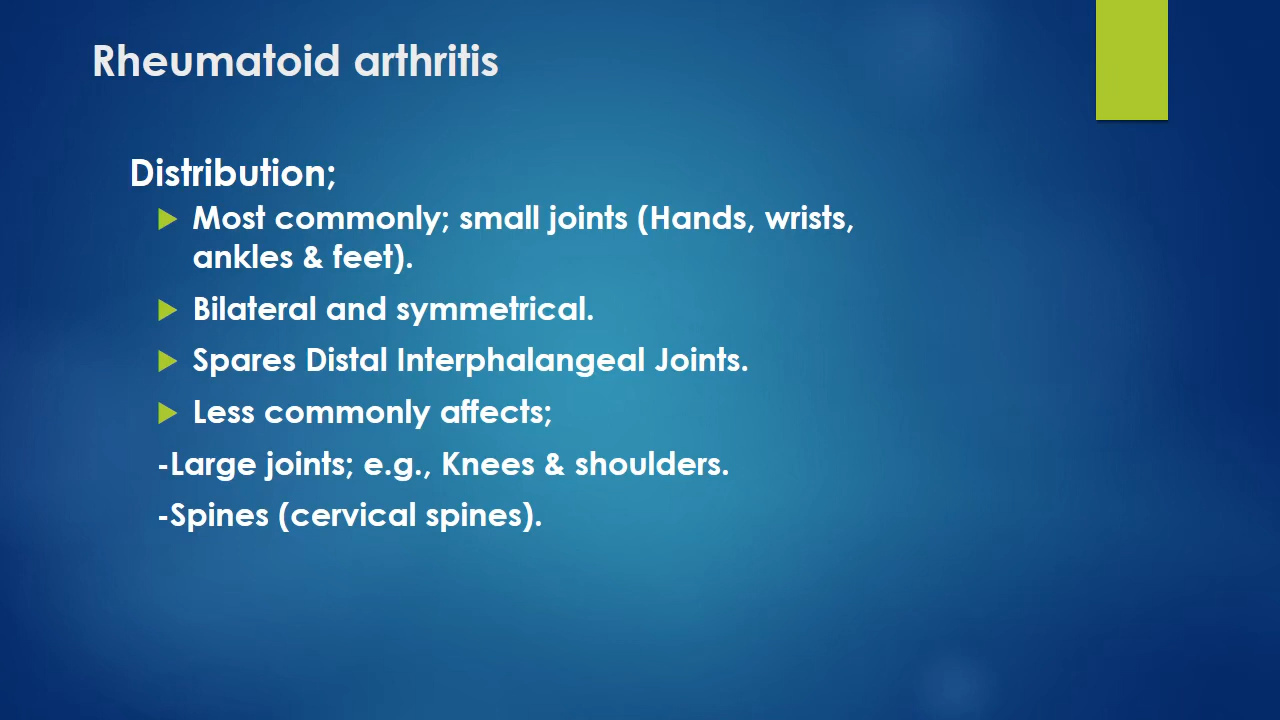 Rheumatoid arthritis
Distribution;
Most commonly; small joints (Hands, wrists,
ankles & feet).
Bilateral and symmetrical.
Spares Distal Interphalangeal Joints.
Less commonly affects;
-Large joints; e.g., Knees & shoulders.
-Spines (cervical spines).